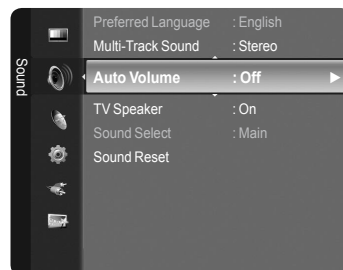 Sound
Preferred Language : English
Multi-Track Sound : Stereo
Auto Volume : Off
TV Speaker : On
Sound Select : Main
Sound Reset